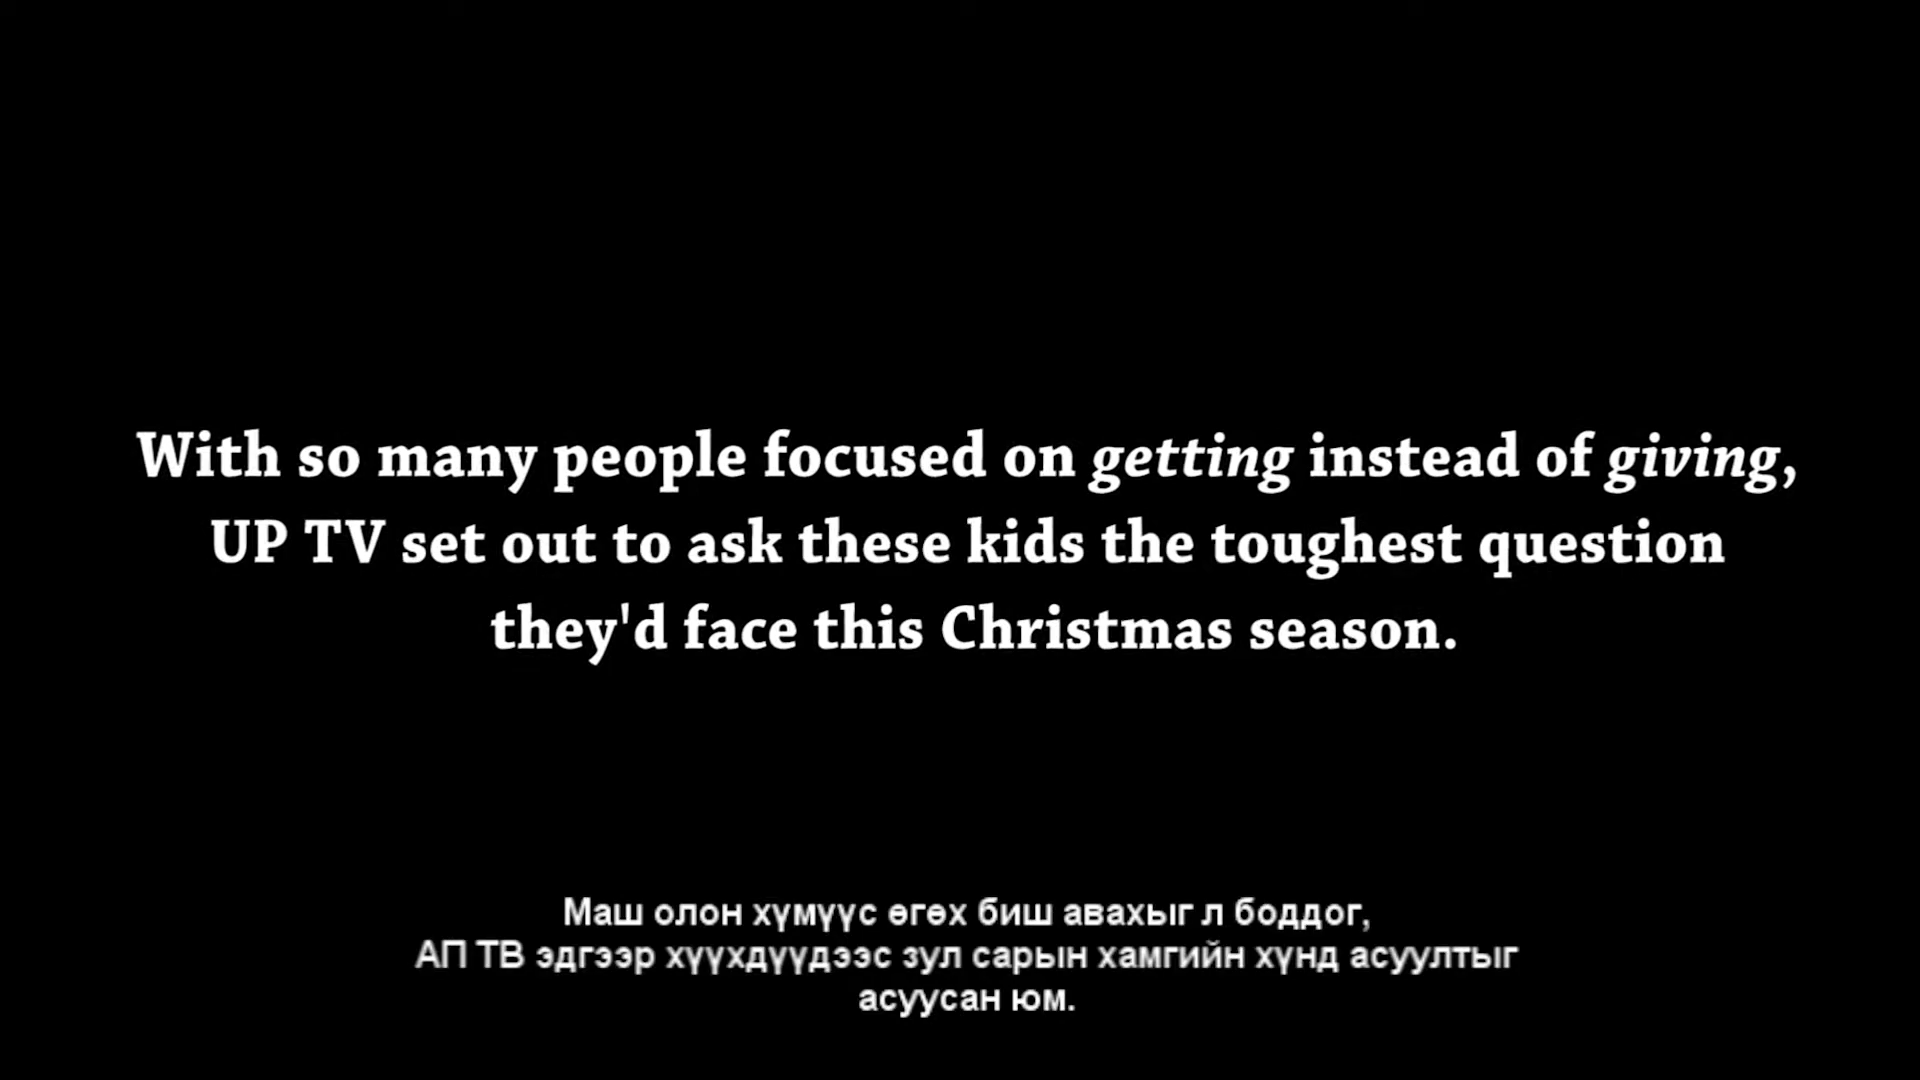 With so many people focused on getting instead of giving,
UP TV set out to ask these kids the toughest question
they'd face this Christmas season.
Маш олон хүмүүс өгөх биш авахыг л боддог,
АП ТВ эдгээр хүүхдүүдээс зул сарын хамгийн хүнд асуултыг
асуусан юм.